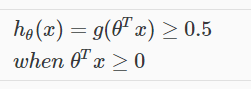 hθ(x) = g(θᵀx) ≥ 0.5
when θᵀx ≥ 0